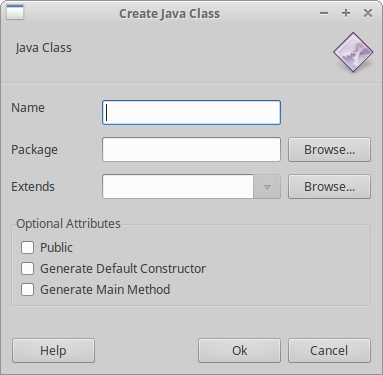 Create Java Class
Java Class
Name
Package Browse...
Extends Browse...
Optional Attributes
Public
Generate Default Constructor
Generate Main Method
Help Ok Cancel